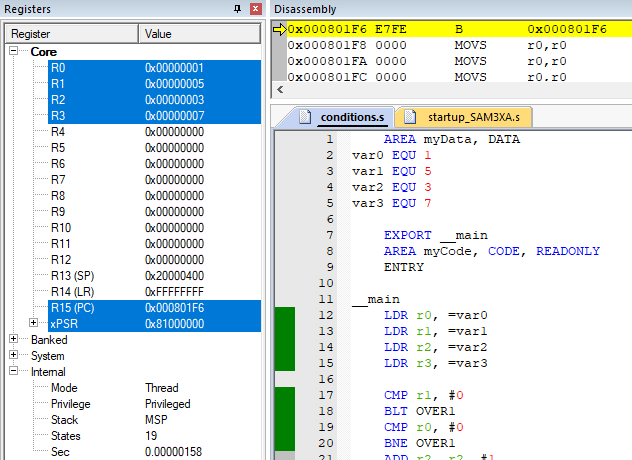 Registers
Register Value
Core
R0 0x00000001
R1 0x00000005
R2 0x00000003
R3 0x00000007
R4 0x00000000
R5 0x00000000
R6 0x00000000
R7 0x00000000
R8 0x00000000
R9 0x00000000
R10 0x00000000
R11 0x00000000
R12 0x00000000
R13 (SP) 0x20000400
R14 (LR) 0xFFFFFFFF
R15 (PC) 0x000801F6
xPSR 0x81000000
Banked
System
Internal
Mode Thread
Privilege Privileged
Stack MSP
States 19
Sec 0.00000158
Disassembly
0x000801F6 E7FE B 0x000801F6
0x000801F8 0000 MOVS r0,r0
0x000801FA 0000 MOVS r0,r0
0x000801FC 0000 MOVS r0,r0
conditions.s startup_SAM3XA.s
1 AREA myData, DATA
2 var0 EQU 1
3 var1 EQU 5
4 var2 EQU 3
5 var3 EQU 7
6
7 EXPORT __main
8 AREA myCode, CODE, READONLY
9 ENTRY
10
11 __main
12 LDR r0, =var0
13 LDR r1, =var1
14 LDR r2, =var2
15 LDR r3, =var3
16
17 CMP r1, #0
18 BLT OVER1
19 CMP r0, #0
20 BNE OVER1
21 ADD r2, r2, #1